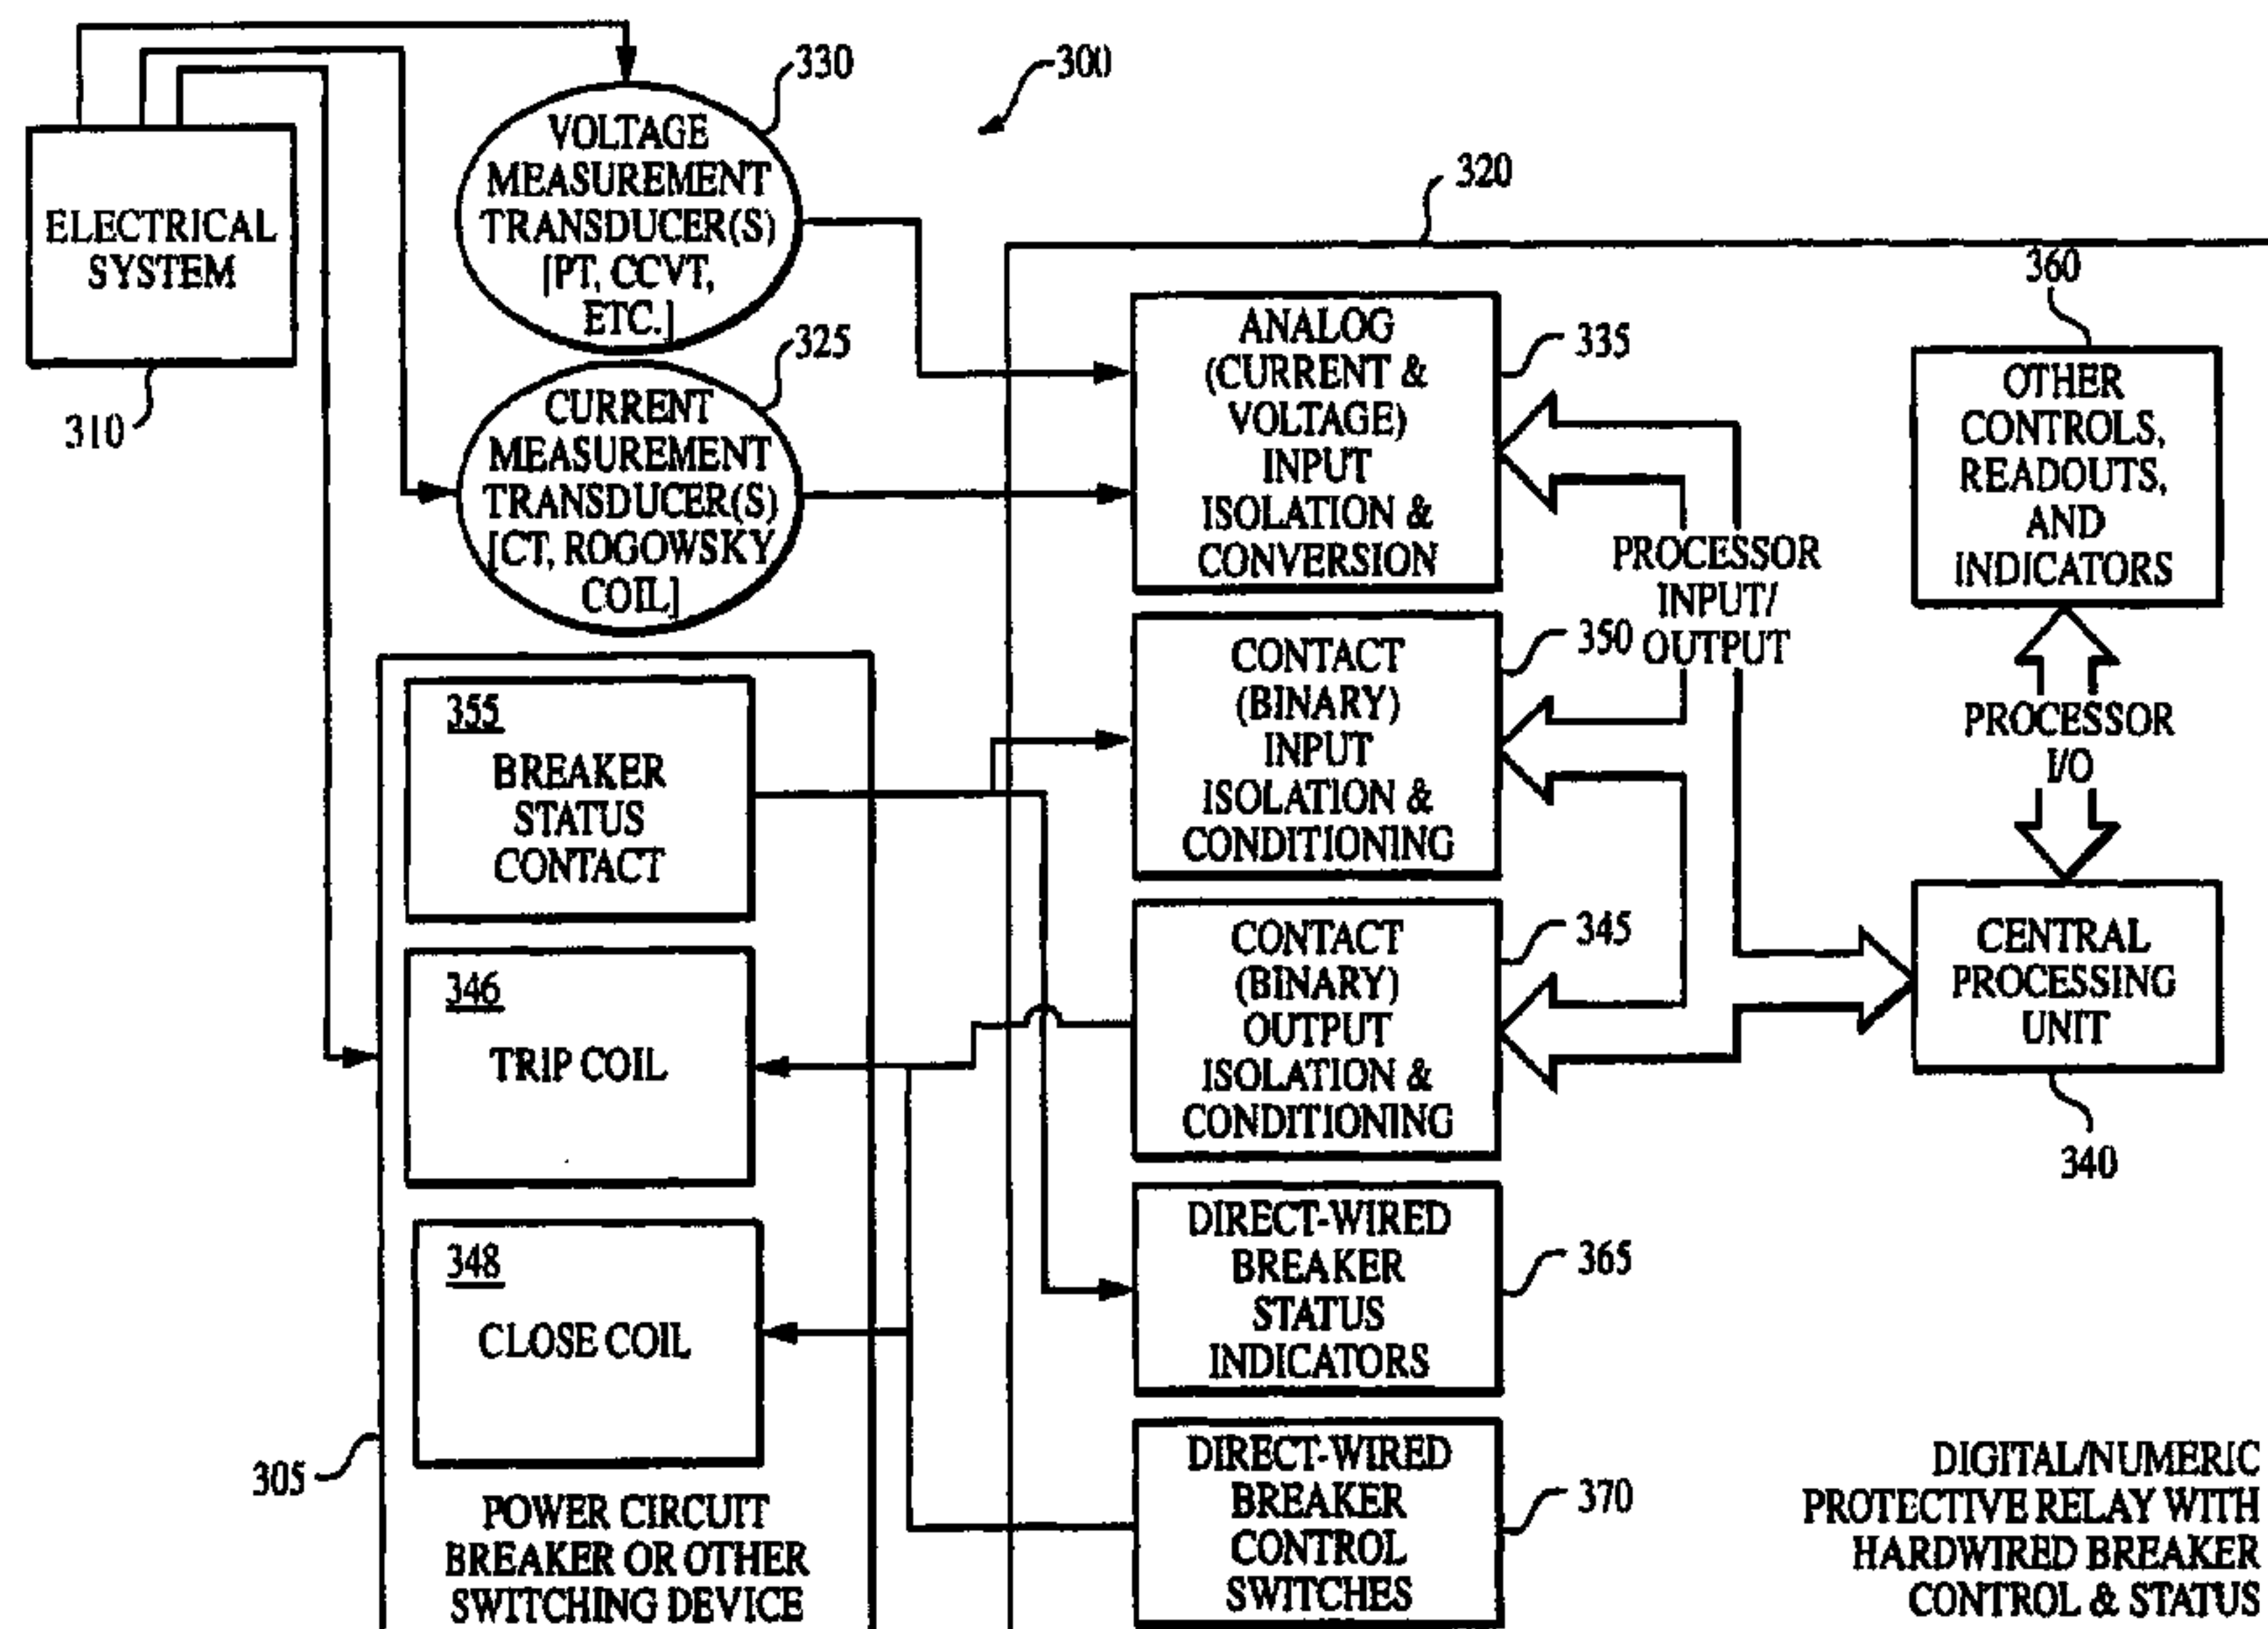 330
300
VOLTAGE
MEASUREMENT
TRANSDUCER(S)
[PT, CCVT,
ETC.]
320
ELECTRICAL
SYSTEM
310
325
CURRENT
MEASUREMENT
TRANSDUCER(S)
[CT, ROGOWSKY
COIL]
ANALOG
(CURRENT &
VOLTAGE)
INPUT
ISOLATION &
CONVERSION
335
360
OTHER
CONTROLS,
READOUTS,
AND
INDICATORS
PROCESSOR
INPUT/
OUTPUT
350
CONTACT
(BINARY)
INPUT
ISOLATION &
CONDITIONING
PROCESSOR
I/O
355
BREAKER
STATUS
CONTACT
345
CONTACT
(BINARY)
OUTPUT
ISOLATION &
CONDITIONING
CENTRAL
PROCESSING
UNIT
340
346
TRIP COIL
DIRECT-WIRED
BREAKER
STATUS
INDICATORS
365
348
CLOSE COIL
305
POWER CIRCUIT
BREAKER OR OTHER
SWITCHING DEVICE
DIRECT-WIRED
BREAKER
CONTROL
SWITCHES
370
DIGITAL/NUMERIC
PROTECTIVE RELAY WITH
HARDWIRED BREAKER
CONTROL & STATUS